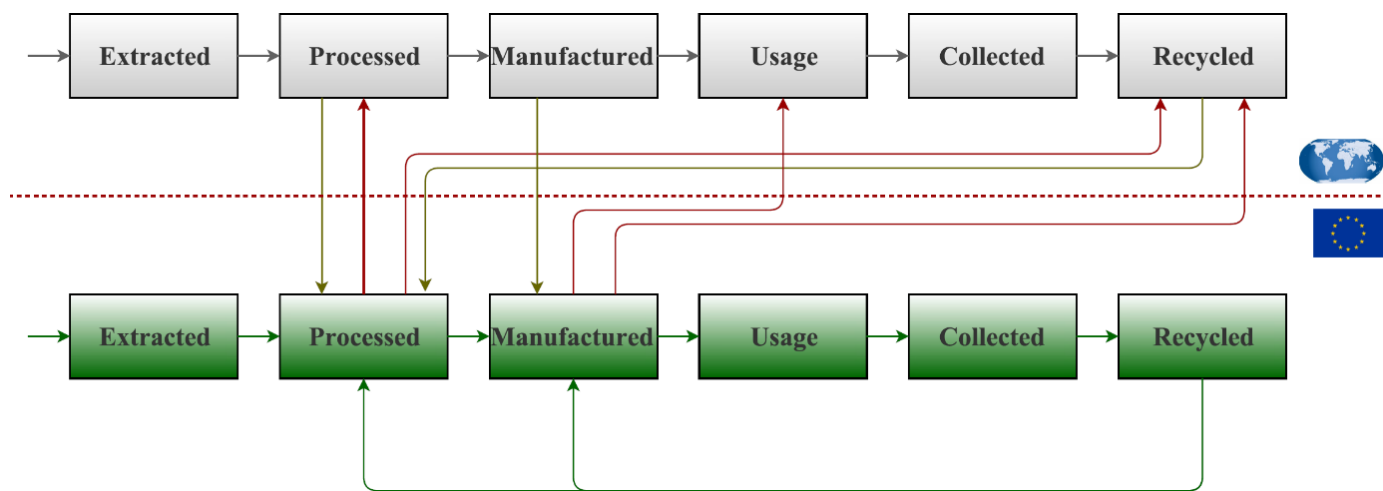 Extracted
Processed
Manufactured
Usage
Collected
Recycled
Extracted
Processed
Manufactured
Usage
Collected
Recycled